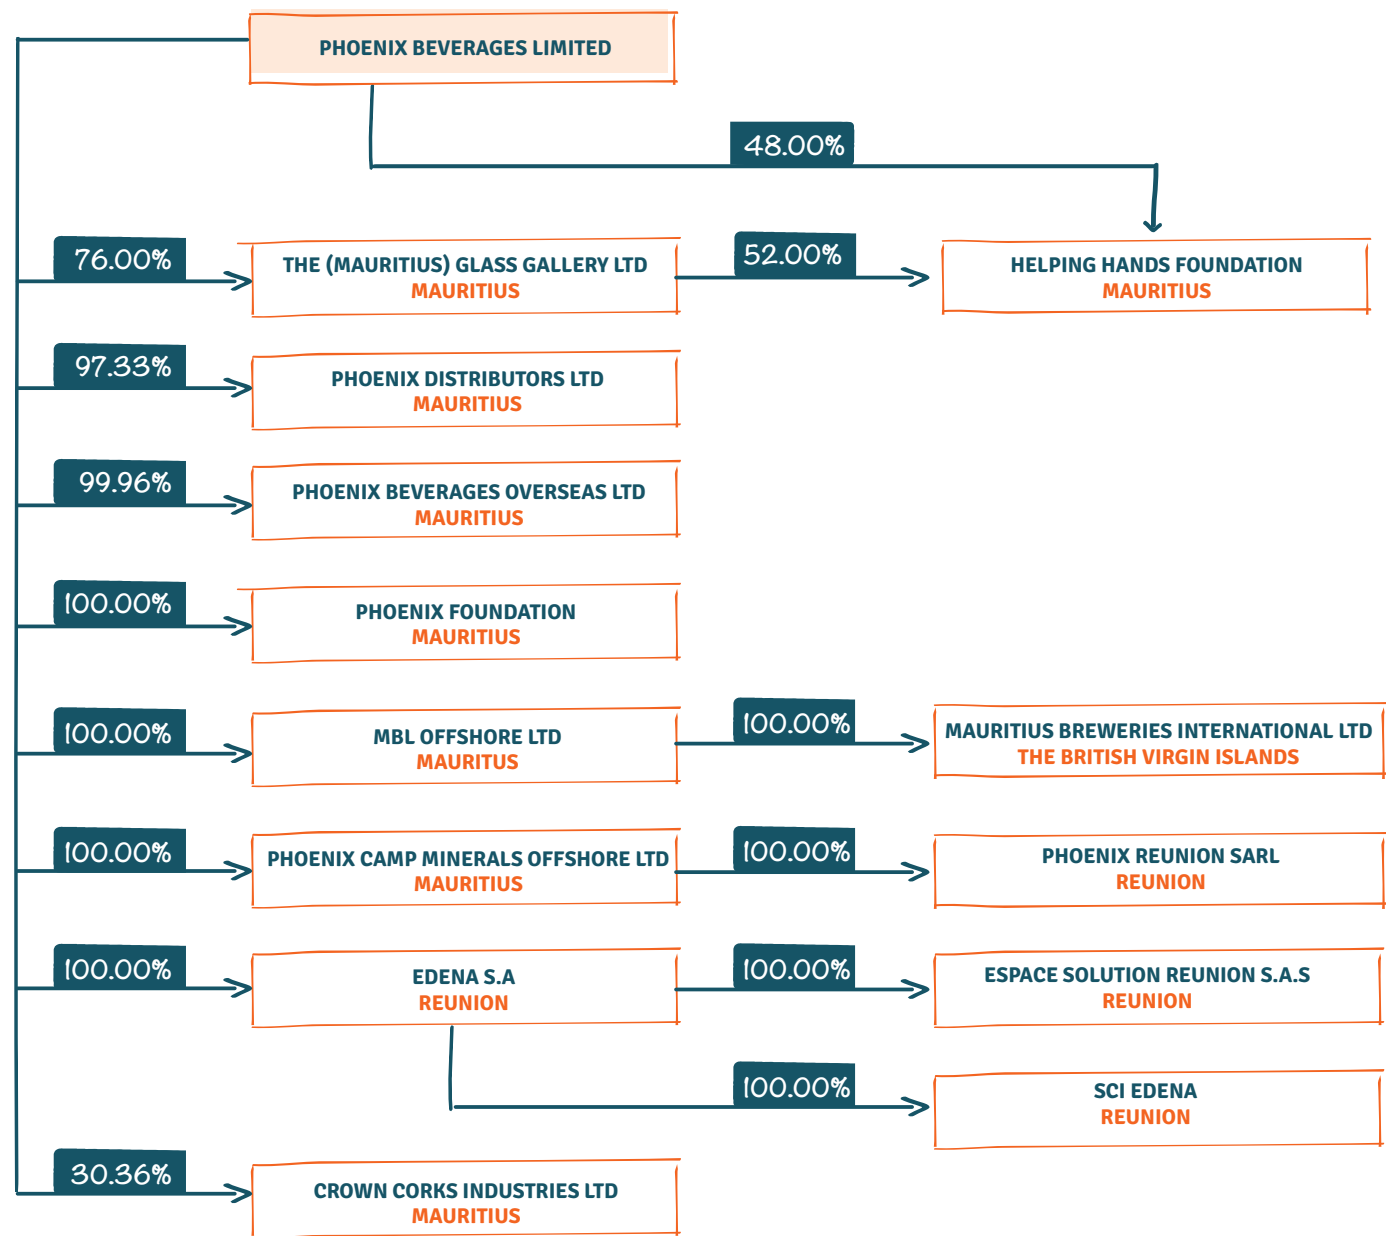 PHOENIX BEVERAGES LIMITED
48.00%
76.00%
THE (MAURITIUS) GLASS GALLERY LTD
MAURITIUS
52.00%
HELPING HANDS FOUNDATION
MAURITIUS
97.33%
PHOENIX DISTRIBUTORS LTD
MAURITIUS
99.96%
PHOENIX BEVERAGES OVERSEAS LTD
MAURITIUS
100.00%
PHOENIX FOUNDATION
MAURITIUS
100.00%
MBL OFFSHORE LTD
MAURITUS
100.00%
MAURITIUS BREWERIES INTERNATIONAL LTD
THE BRITISH VIRGIN ISLANDS
100.00%
PHOENIX CAMP MINERALS OFFSHORE LTD
MAURITIUS
100.00%
PHOENIX REUNION SARL
REUNION
100.00%
EDENA S.A
REUNION
100.00%
ESPACE SOLUTION REUNION S.A.S
REUNION
100.00%
SCI EDENA
REUNION
30.36%
CROWN CORKS INDUSTRIES LTD
MAURITIUS